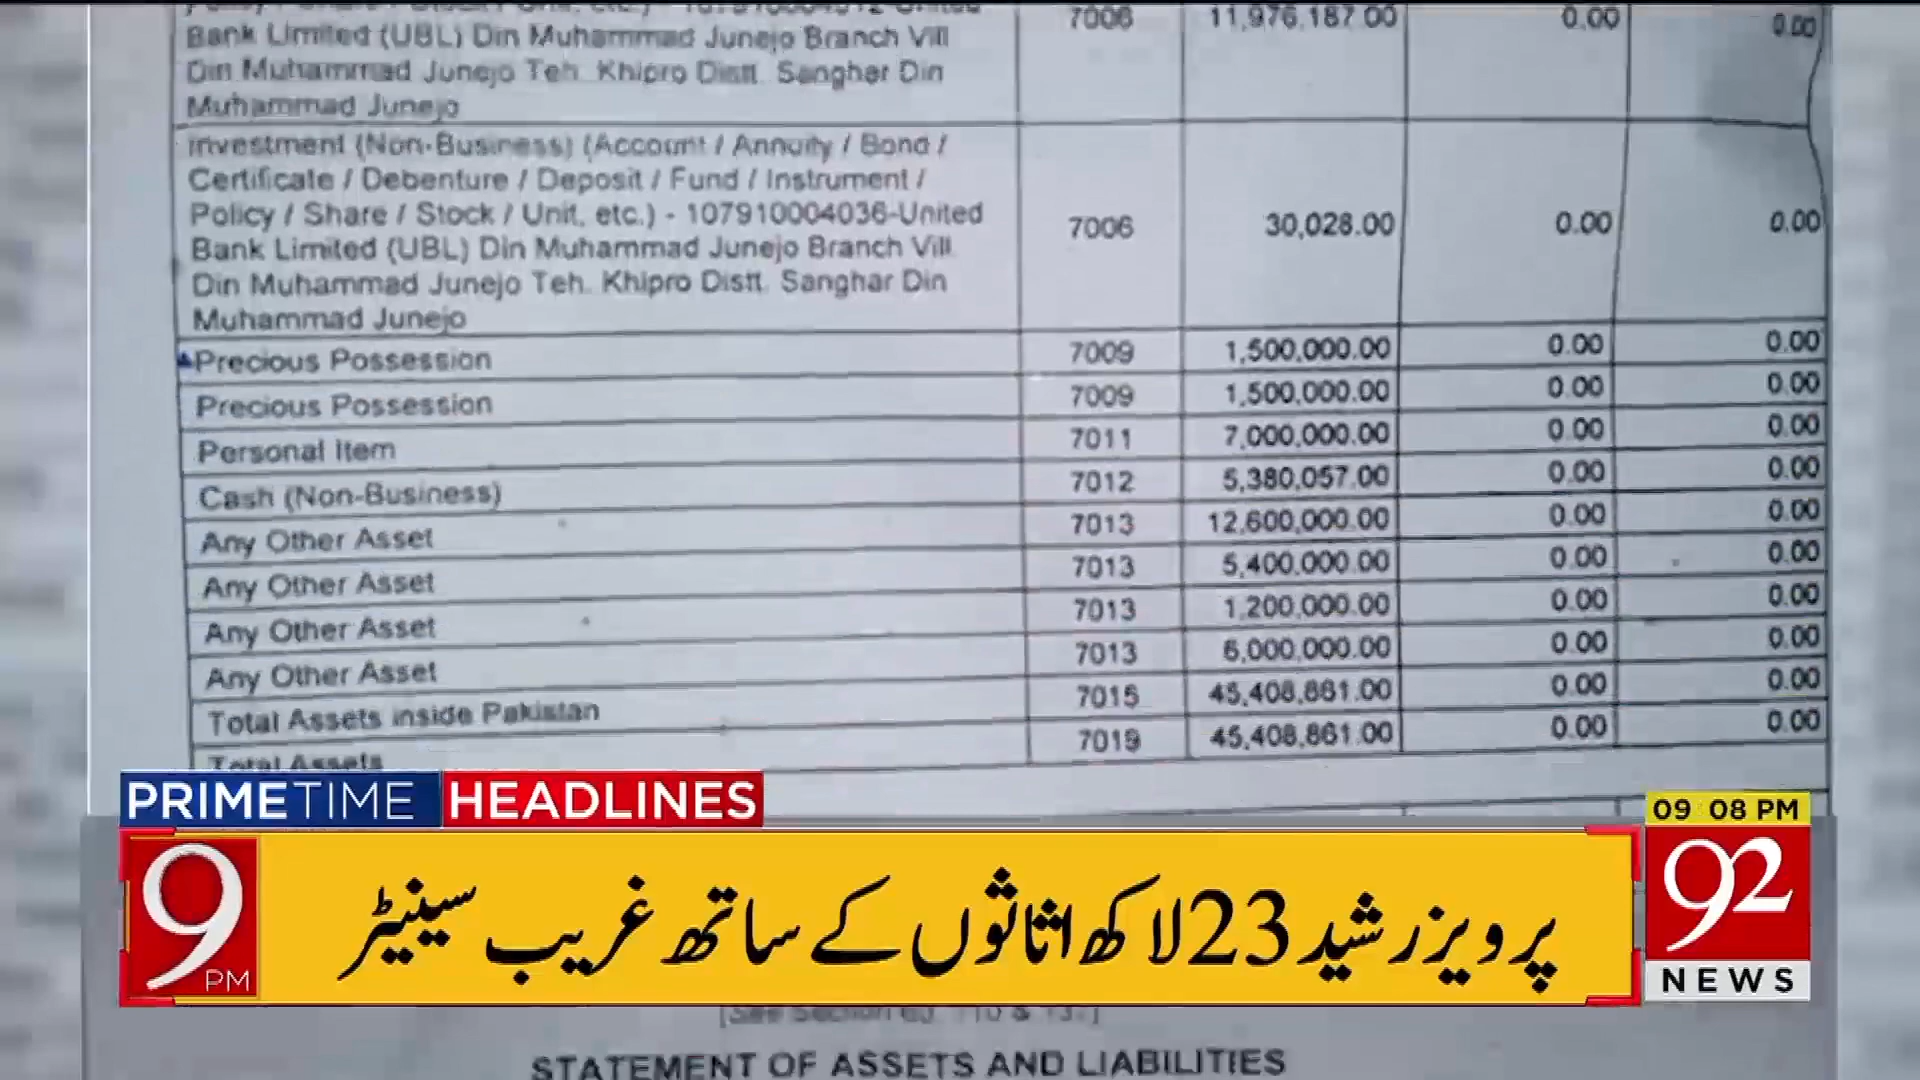 7006 11,976,187.00 0.00 0.00
Bank Limited (UBL) Din Muhammad Junejo Branch Vill
Din Muhammad Junejo Teh. Khipro Distt. Sanghar Din
Muhammad Junejo
Investment (Non-Business) (Account / Annuity / Bond /
Certificate / Debenture / Deposit / Fund / Instrument /
Policy / Share / Stock / Unit, etc.) - 107910004036-United
Bank Limited (UBL) Din Muhammad Junejo Branch Vill.
Din Muhammad Junejo Teh. Khipro Distt. Sanghar Din
Muhammad Junejo
7006 30,028.00 0.00 0.00
Precious Possession 7009 1,500,000.00 0.00 0.00
Precious Possession 7009 1,500,000.00 0.00 0.00
Personal Item 7011 7,000,000.00 0.00 0.00
Cash (Non-Business) 7012 5,380,057.00 0.00 0.00
Any Other Asset 7013 12,600,000.00 0.00 0.00
Any Other Asset 7013 5,400,000.00 0.00 0.00
Any Other Asset 7013 1,200,000.00 0.00 0.00
Any Other Asset 7013 6,000,000.00 0.00 0.00
Total Assets inside Pakistan 7015 45,408,861.00 0.00 0.00
Total Assets 7019 45,408,861.00 0.00 0.00
PRIMETIME HEADLINES
09 08 PM
9 PM
پرویز رشید 23 لاکھ اثاثوں کے ساتھ غریب سینیٹر
92 NEWS
STATEMENT OF ASSETS AND LIABILITIES